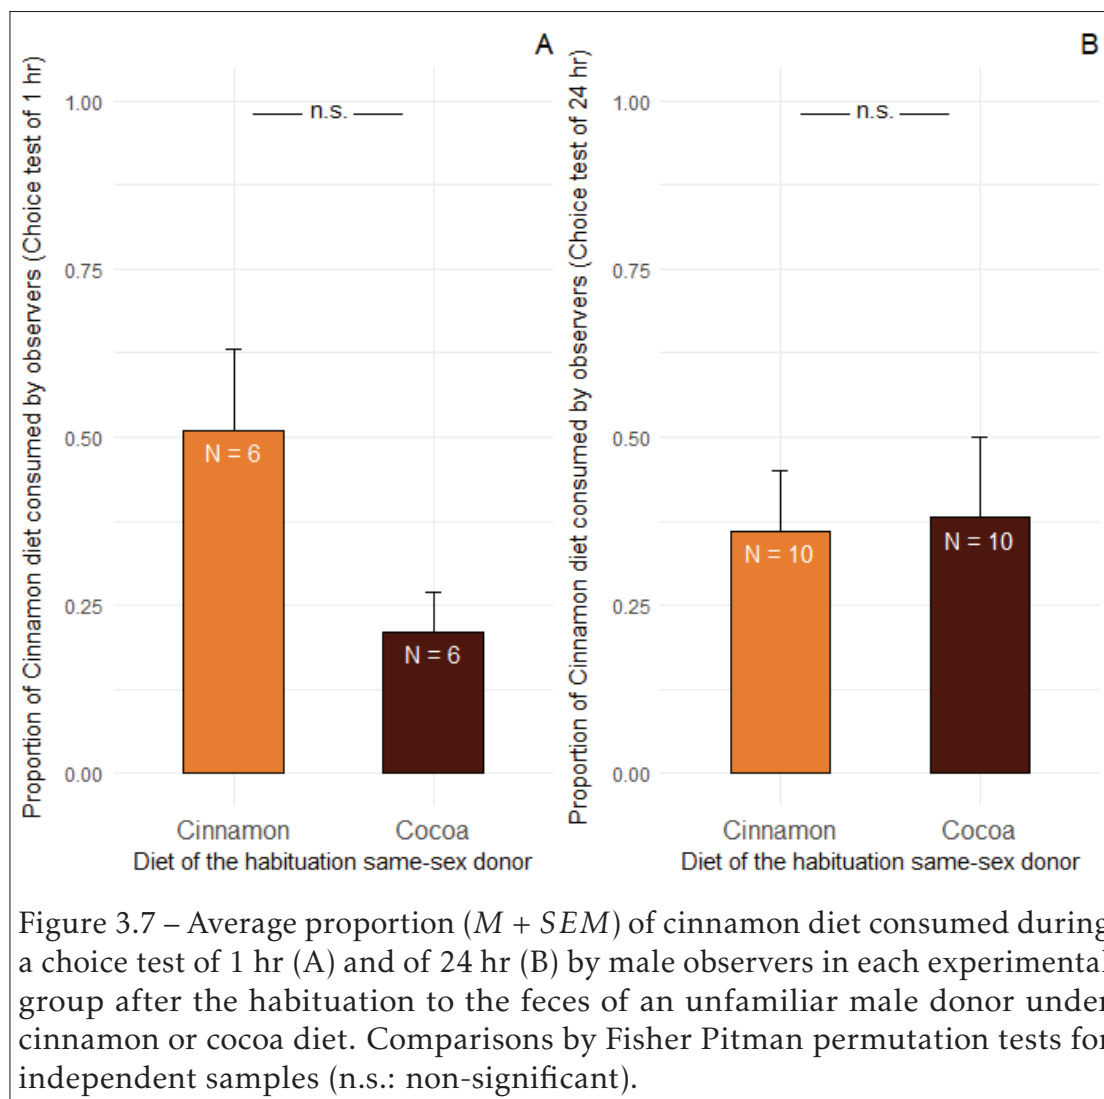 A
Proportion of Cinnamon diet consumed by observers (Choice test of 1 hr)
1.00
0.75
0.50
0.25
0.00
n.s.
N = 6
N = 6
Cinnamon
Cocoa
Diet of the habituation same-sex donor
B
Proportion of Cinnamon diet consumed by observers (Choice test of 24 hr)
1.00
0.75
0.50
0.25
0.00
n.s.
N = 10
N = 10
Cinnamon
Cocoa
Diet of the habituation same-sex donor
Figure 3.7 – Average proportion (M + SEM) of cinnamon diet consumed during
a choice test of 1 hr (A) and of 24 hr (B) by male observers in each experimental
group after the habituation to the feces of an unfamiliar male donor under
cinnamon or cocoa diet. Comparisons by Fisher Pitman permutation tests for
independent samples (n.s.: non-significant).